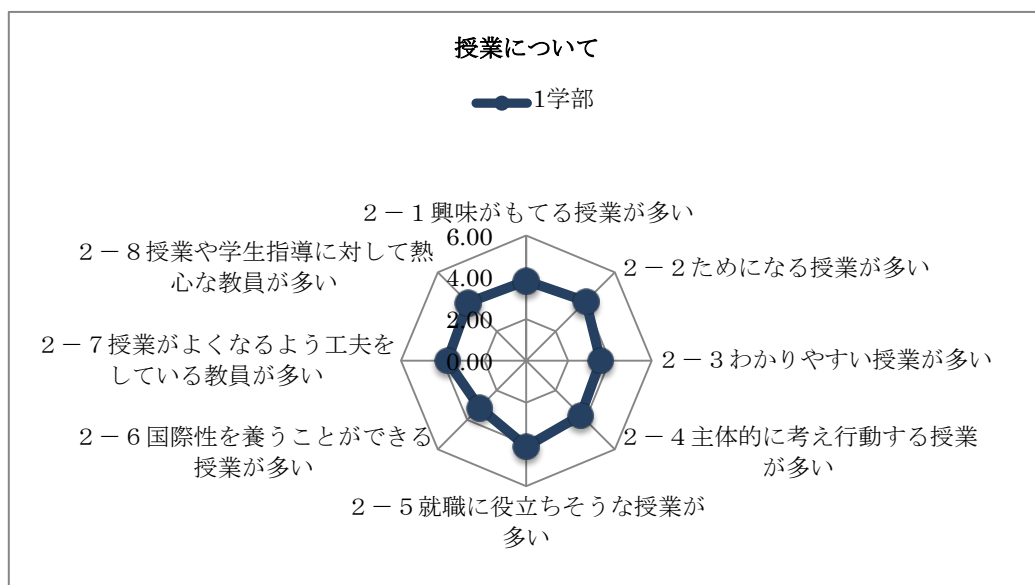 授業について
1学部
２－１興味がもてる授業が多い
２－２ためになる授業が多い
２－３わかりやすい授業が多い
２－４主体的に考え行動する授業
が多い
２－５就職に役立ちそうな授業が
多い
２－６国際性を養うことができる
授業が多い
２－７授業がよくなるよう工夫を
している教員が多い
２－８授業や学生指導に対して熱
心な教員が多い
6.00
4.00
2.00
0.00